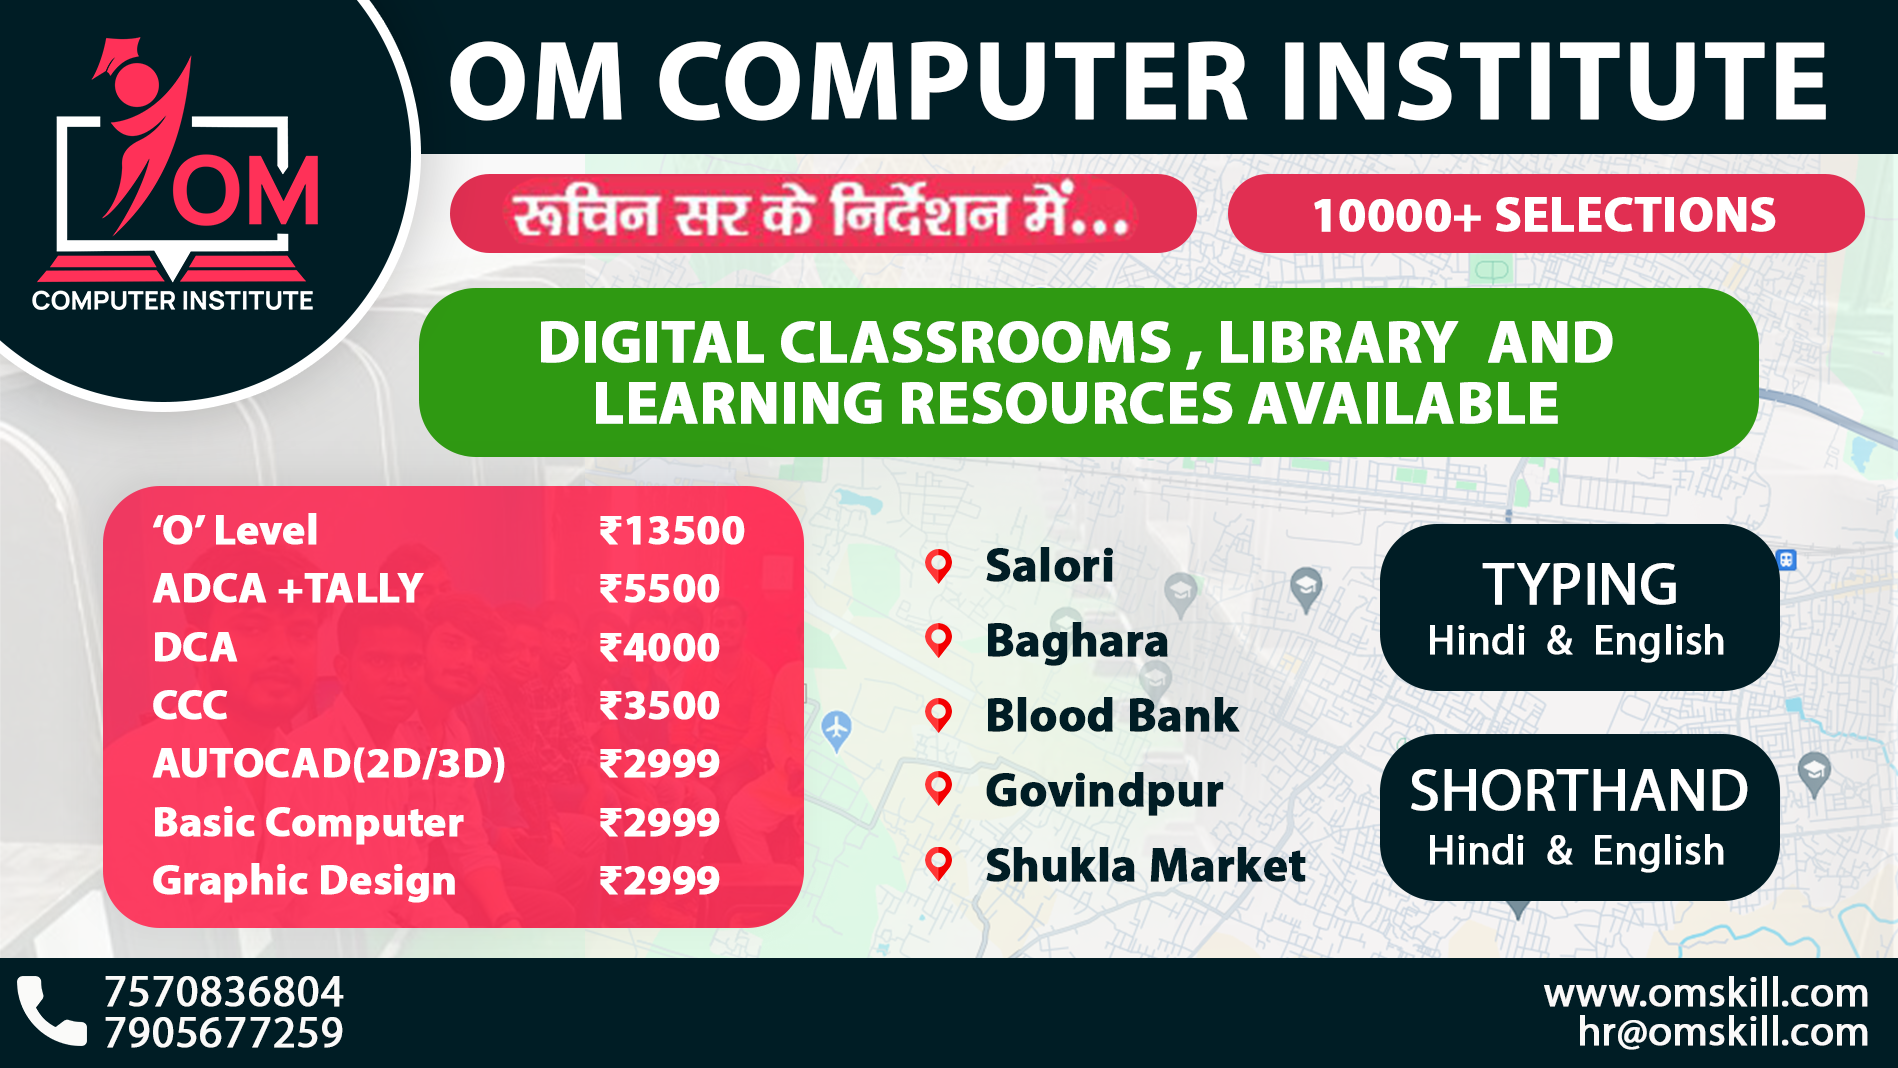 OM
COMPUTER INSTITUTE
OM COMPUTER INSTITUTE
रूचिन सर के निर्देशन में...
10000+ SELECTIONS
DIGITAL CLASSROOMS , LIBRARY AND
LEARNING RESOURCES AVAILABLE
‘O’ Level ₹13500
ADCA +TALLY ₹5500
DCA ₹4000
CCC ₹3500
AUTOCAD(2D/3D) ₹2999
Basic Computer ₹2999
Graphic Design ₹2999
Salori
Baghara
Blood Bank
Govindpur
Shukla Market
TYPING
Hindi & English
SHORTHAND
Hindi & English
7570836804
7905677259
www.omskill.com
hr@omskill.com